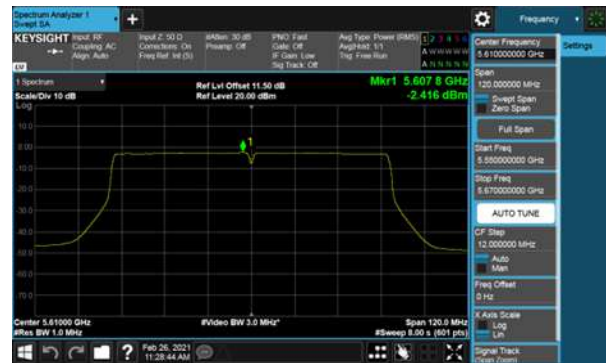 Spectrum Analyzer 1
Swept SA
Frequency
KEYSIGHT Input: RF
Coupling: AC
Align: Auto
Input Z: 50 Ω
Corrections: On
Freq Ref: Int (S)
#Atten: 30 dB
Preamp: Off
PNO: Fast
Gate: Off
IF Gain: Low
Sig Track: Off
Avg Type: Power (RMS)
Avg|Hold: 1/1
Trig: Free Run
1 2 3 4 5 6
A W W W W W
A N N N N N
1 Spectrum
Scale/Div 10 dB
Log
Ref Lvl Offset 11.50 dB
Ref Level 20.00 dBm
Mkr1 5.607 8 GHz
-2.416 dBm
10.0
0.00
-10.0
-20.0
-30.0
-40.0
-50.0
-60.0
-70.0
1
Center 5.61000 GHz
#Res BW 1.0 MHz
#Video BW 3.0 MHz*
Span 120.0 MHz
#Sweep 8.00 s (601 pts)
Feb 26, 2021
11:28:44 AM
Center Frequency
5.610000000 GHz
Settings
Span
120.000000 MHz
Swept Span
Zero Span
Full Span
Start Freq
5.550000000 GHz
Stop Freq
5.670000000 GHz
AUTO TUNE
CF Step
12.000000 MHz
Auto
Man
Freq Offset
0 Hz
X Axis Scale
Log
Lin
Signal Track
(Span Zoom)